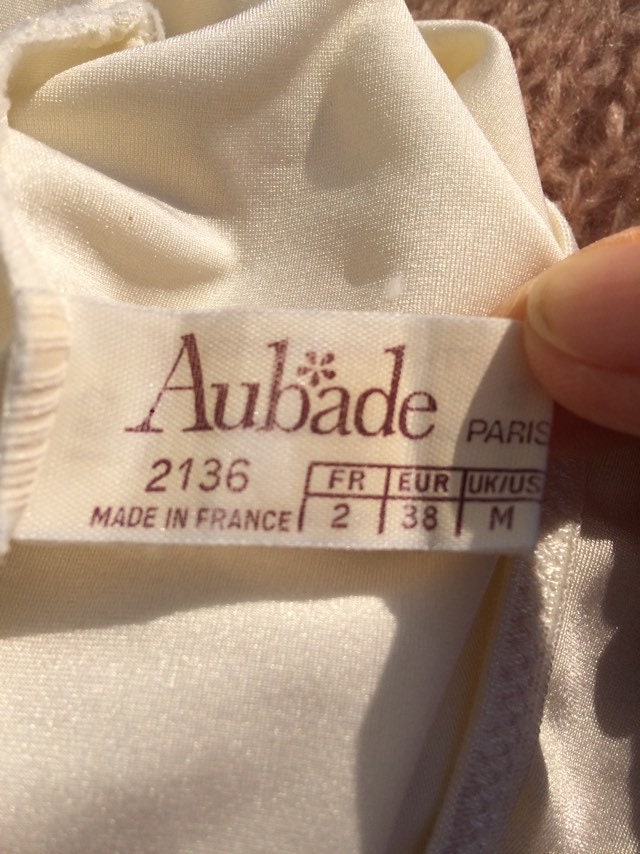 Aubade PARIS
2136
MADE IN FRANCE
FR EUR UK/US
2 38 M